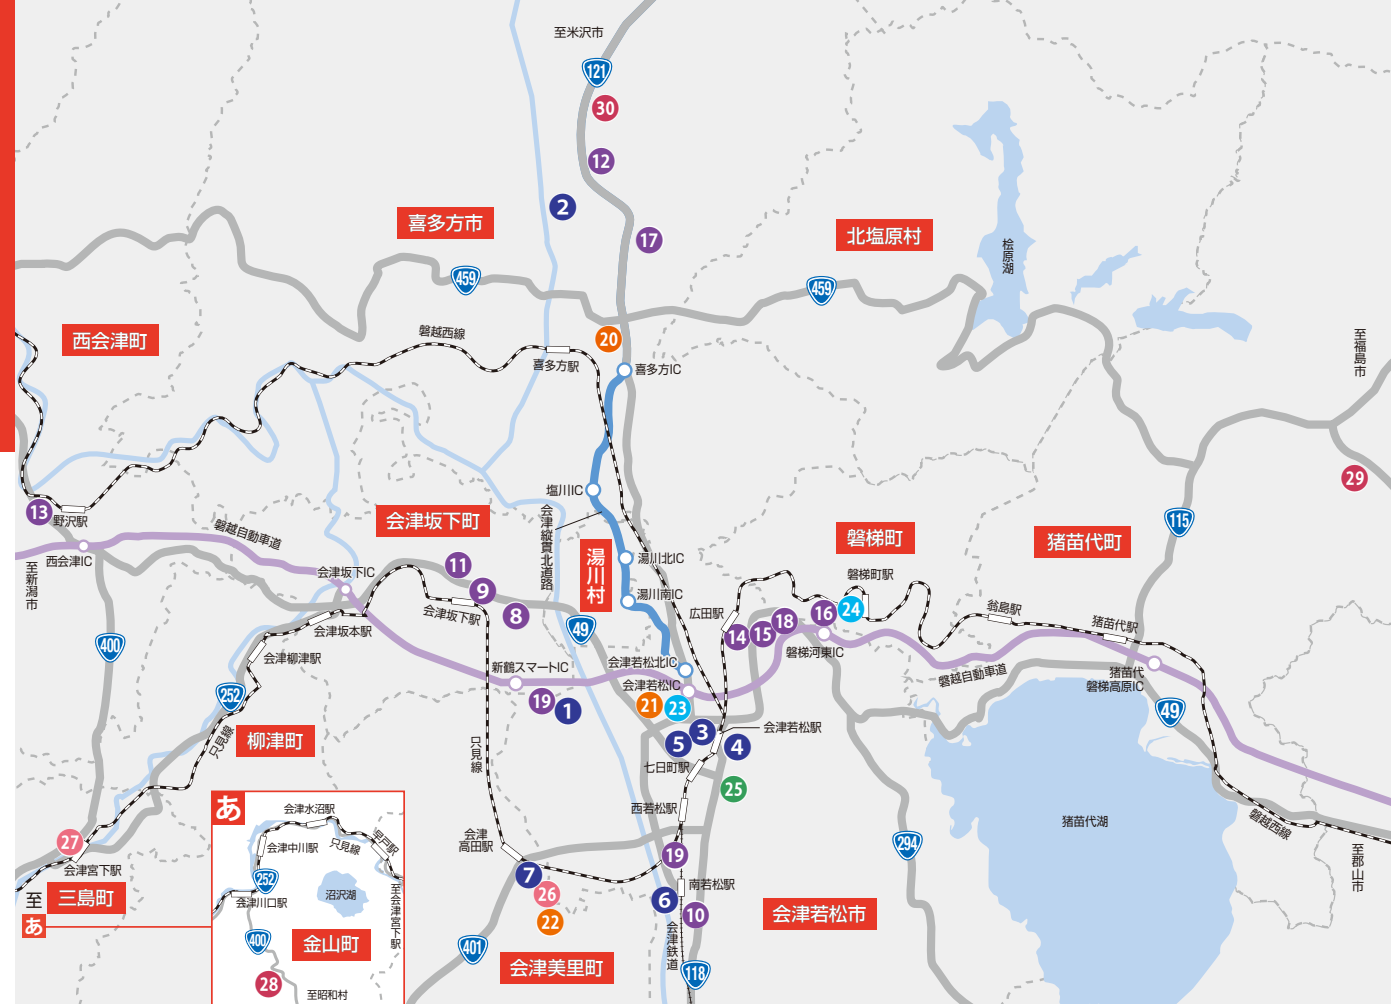 至米沢市
121
30
12
2
17
喜多方市
北塩原村
桧原湖
459
459
西会津町
磐越西線
20
喜多方駅
喜多方IC
至福島市
29
塩川IC
会津縦貫北道路
13
野沢駅
磐越自動車道
会津坂下町
湯川村
磐梯町
猪苗代町
115
西会津IC
至新潟市
会津坂下IC
11
9
8
湯川北IC
湯川南IC
磐梯町駅
広田駅
14
15
18
16
24
翁島駅
猪苗代駅
会津坂下駅
会津坂本駅
49
400
会津柳津駅
新鶴スマートIC
会津若松北IC
会津若松IC
磐梯河東IC
磐越自動車道
猪苗代
磐梯高原IC
252
19
1
21
23
49
只見線
柳津町
只見線
5
3
4
会津若松駅
七日町駅
25
あ
会津水沼駅
西若松駅
猪苗代湖
磐越西線
27
会津宮下駅
会津中川駅
只見線
早戸駅
会津
高田駅
294
至郡山市
19
252
沼沢湖
7
26
6
南若松駅
至
三島町
会津川口駅
至会津宮下駅
22
10
会津若松市
あ
400
金山町
401
会津美里町
会津鉄道
118
28
至昭和村